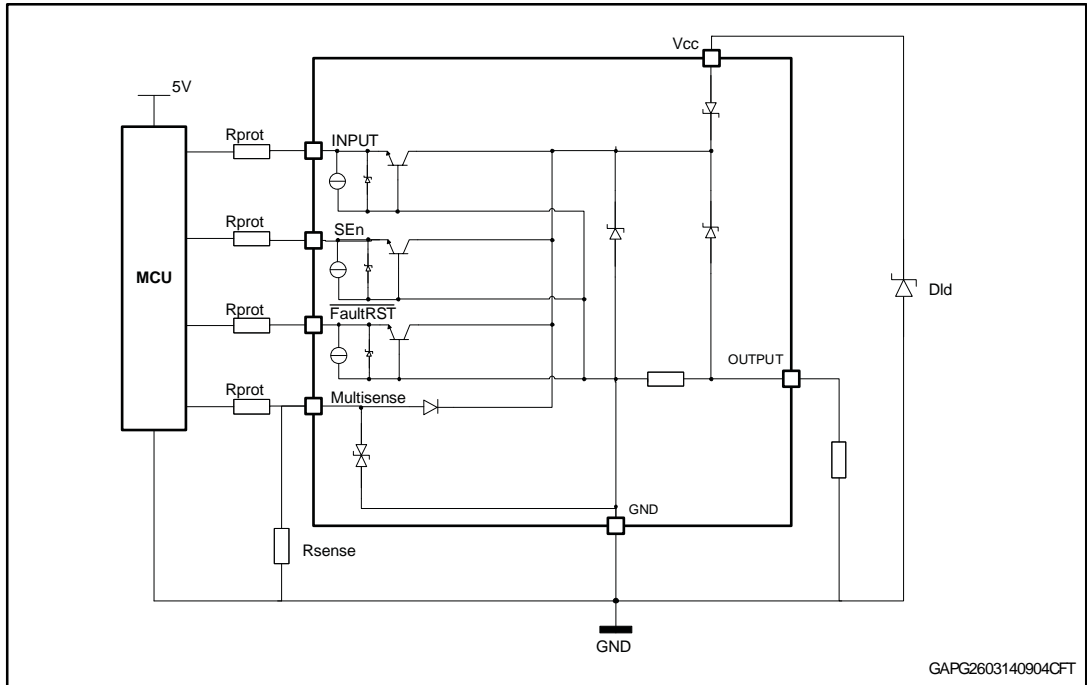 Vcc
5V
Rprot
INPUT
Rprot
SEn
MCU
Dld
Rprot
FaultRST
OUTPUT
Rprot
Multisense
GND
Rsense
GND
GAPG2603140904CFT